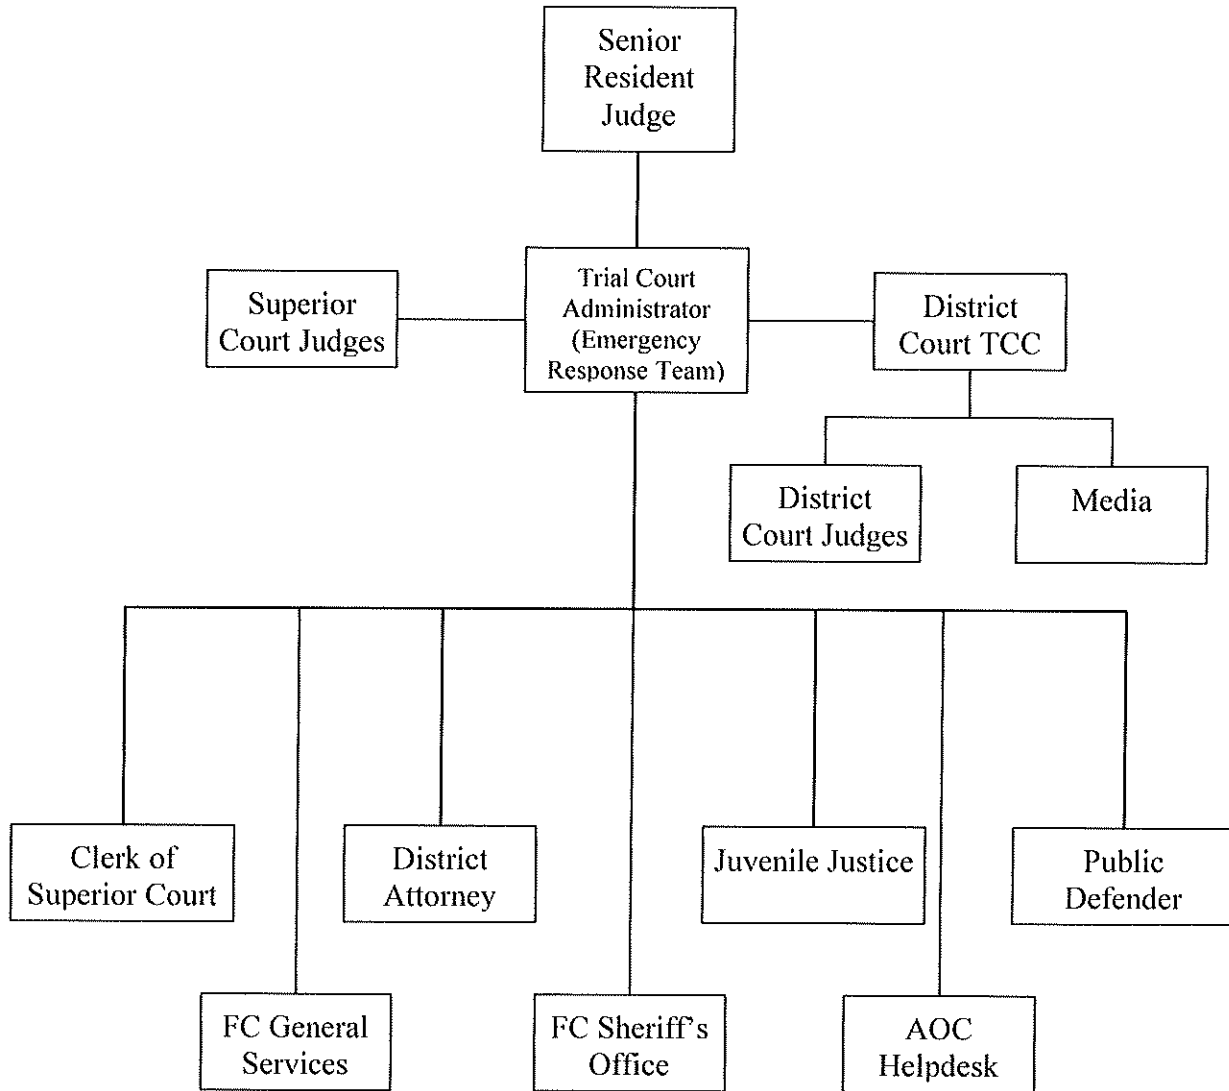 Senior
Resident
Judge
Superior
Court Judges
Trial Court
Administrator
(Emergency
Response Team)
District
Court TCC
District
Court Judges
Media
Clerk of
Superior Court
District
Attorney
Juvenile Justice
Public
Defender
FC General
Services
FC Sheriff's
Office
AOC
Helpdesk